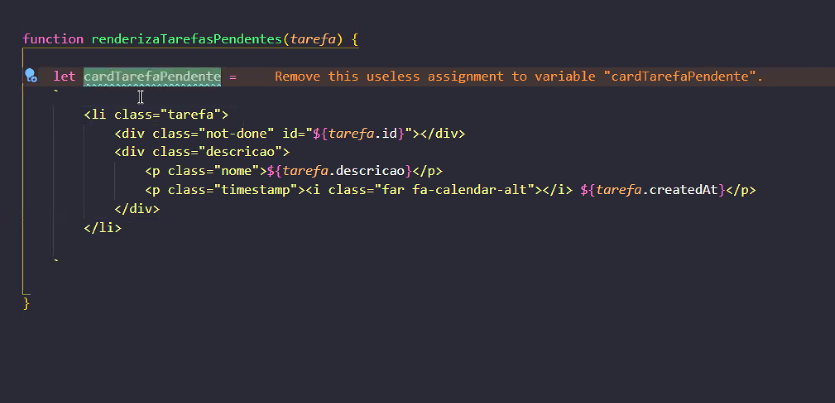 function renderizaTarefasPendentes(tarefa) {
let cardTarefaPendente = Remove this useless assignment to variable "cardTarefaPendente".
`
<li class="tarefa">
<div class="not-done" id="${tarefa.id}"></div>
<div class="descricao">
<p class="nome">${tarefa.descricao}</p>
<p class="timestamp"><i class="far fa-calendar-alt"></i> ${tarefa.createdAt}</p>
</div>
</li>
`
}